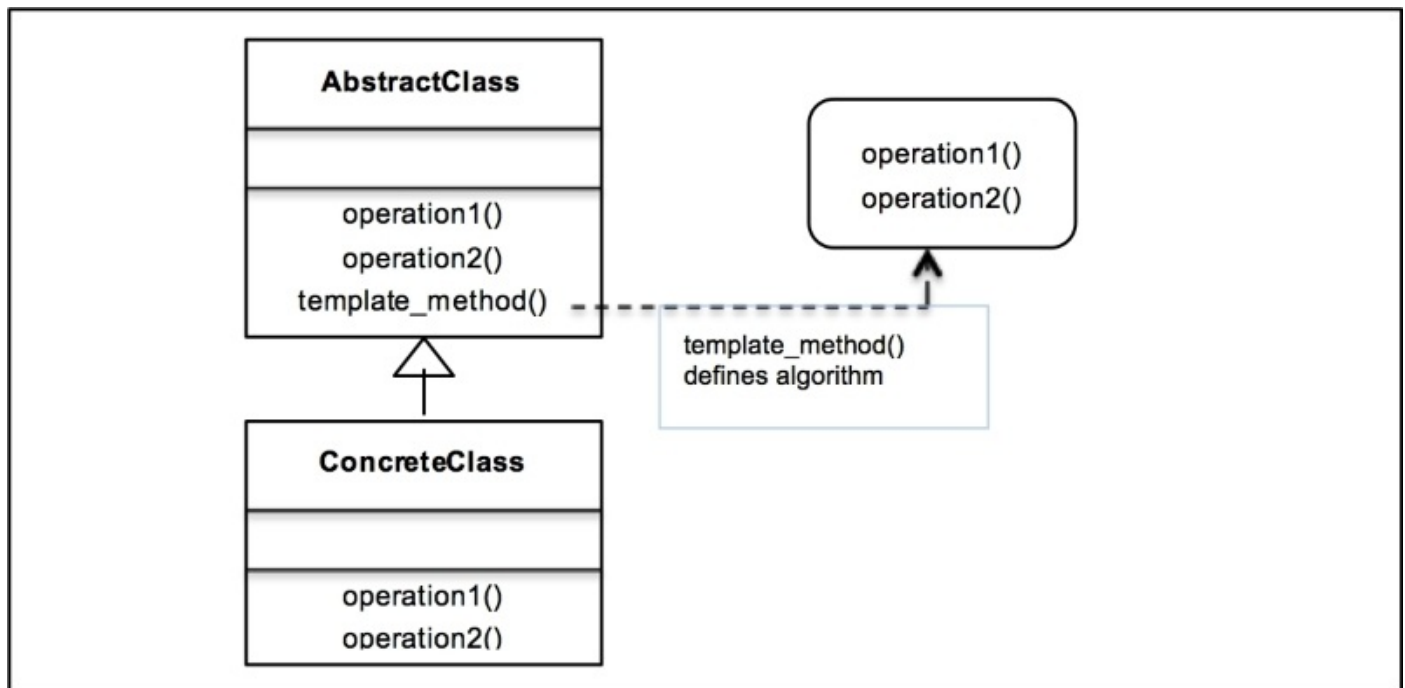 AbstractClass
operation1()
operation2()
template_method()
operation1()
operation2()
template_method()
defines algorithm
ConcreteClass
operation1()
operation2()